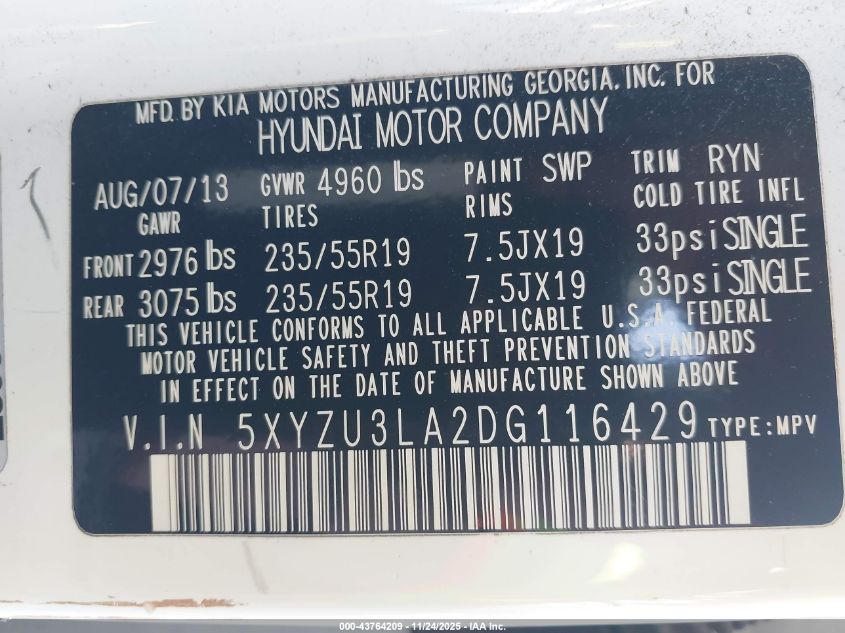 MFD. BY KIA MOTORS MANUFACTURING GEORGIA. INC. FOR
HYUNDAI MOTOR COMPANY
AUG/07/13 GVWR 4960 lbs PAINT SWP TRIM RYN
GAWR TIRES RIMS COLD TIRE INFL
FRONT 2976 lbs 235/55R19 7.5JX19 33psi SINGLE
REAR 3075 lbs 235/55R19 7.5JX19 33psi SINGLE
THIS VEHICLE CONFORMS TO ALL APPLICABLE U.S.A. FEDERAL
MOTOR VEHICLE SAFETY AND THEFT PREVENTION STANDARDS
IN EFFECT ON THE DATE OF MANUFACTURE SHOWN ABOVE
V.I.N 5XYZU3LA2DG116429 TYPE:MPV
000-43764209 - 11/24/2025 - IAA Inc.